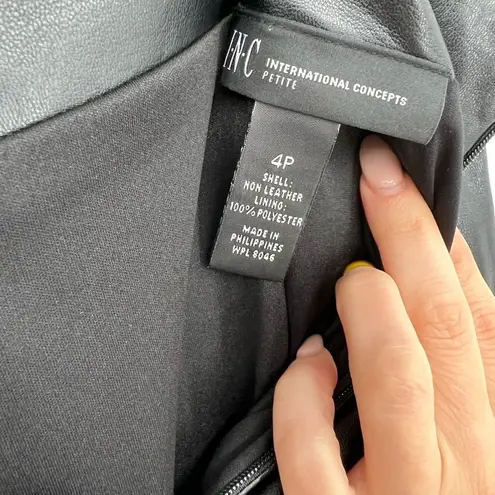 I·N·C INTERNATIONAL CONCEPTS
PETITE
4P
SHELL:
NON LEATHER
LINING:
100% POLYESTER
MADE IN
PHILIPPINES
WPL 8046